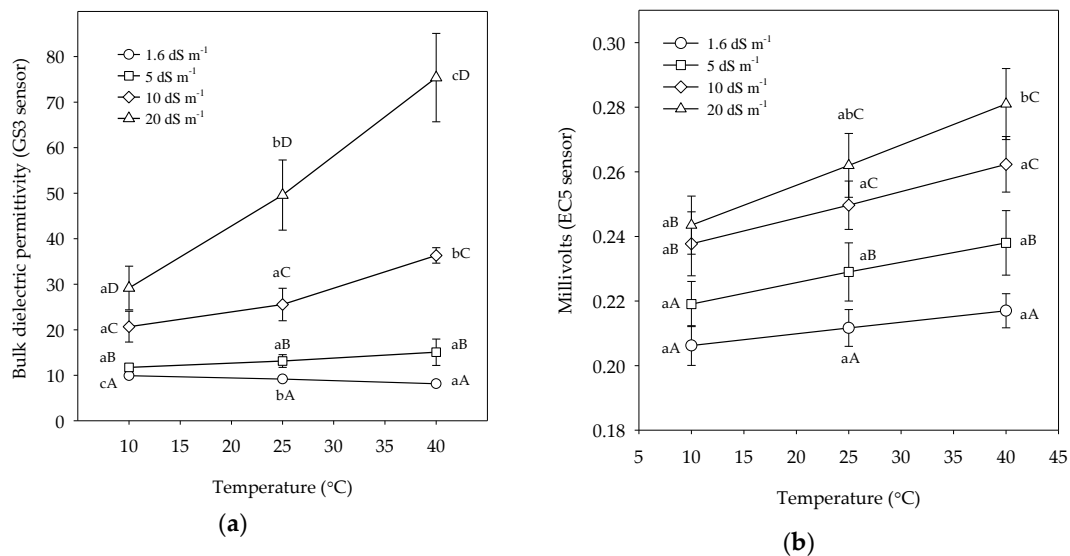 Bulk dielectric permittivity (GS3 sensor)
80
70
60
50
40
30
20
10
0
1.6 dS m⁻¹
5 dS m⁻¹
10 dS m⁻¹
20 dS m⁻¹
cD
bD
aD
bC
aC
aC
aB
aB
aB
cA
bA
aA
10 15 20 25 30 35 40
Temperature (°C)
(a)
Millivolts (EC5 sensor)
0.30
0.28
0.26
0.24
0.22
0.20
0.18
1.6 dS m⁻¹
5 dS m⁻¹
10 dS m⁻¹
20 dS m⁻¹
bC
abC
aB
aC
aC
aB
aB
aB
aA
aA
aA
aA
5 10 15 20 25 30 35 40 45
Temperature (°C)
(b)